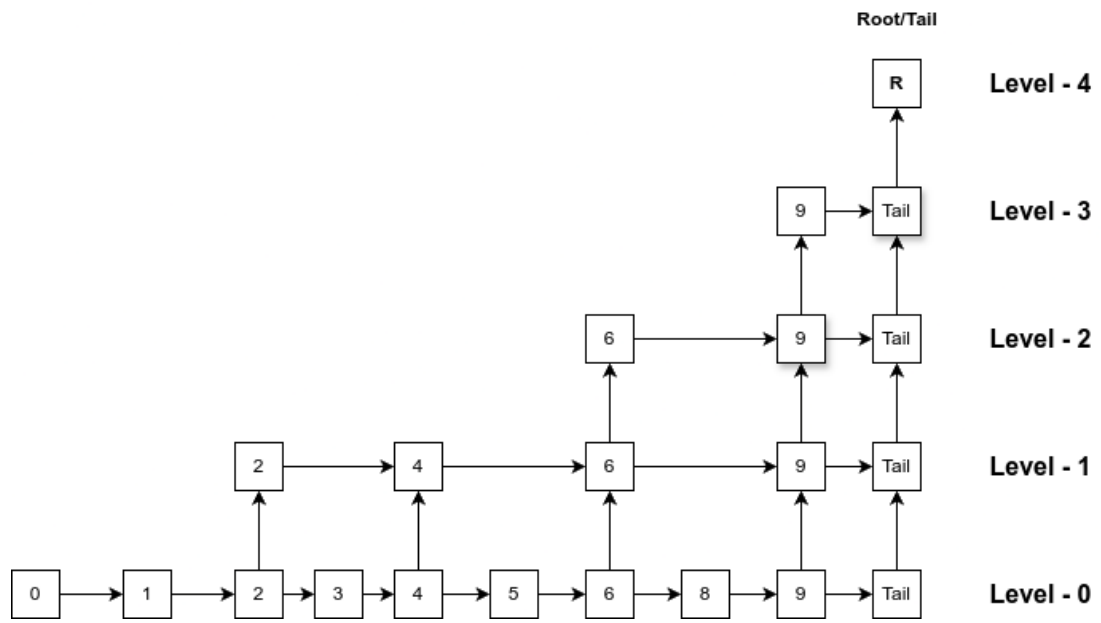 Root/Tail
R Level - 4
9 Tail Level - 3
6 9 Tail Level - 2
2 4 6 9 Tail Level - 1
0 1 2 3 4 5 6 8 9 Tail Level - 0